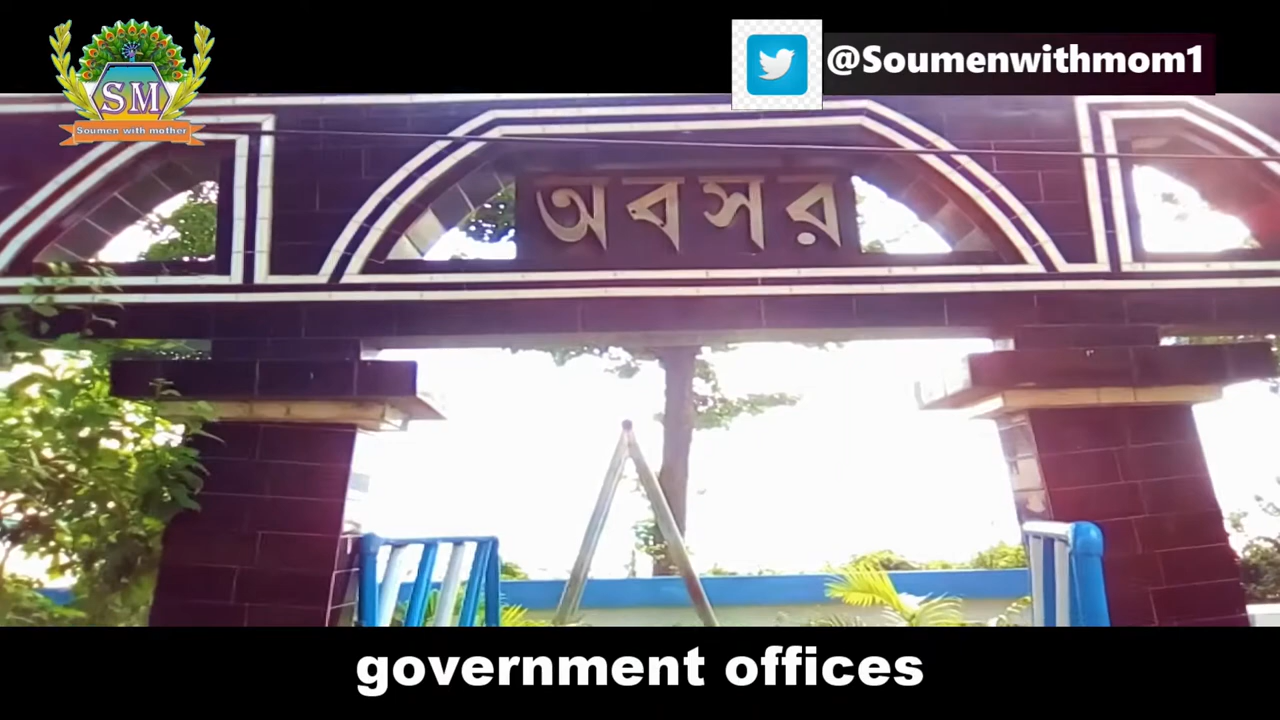 SM
Soumen with mother
@Soumenwithmom1
অবসর
government offices